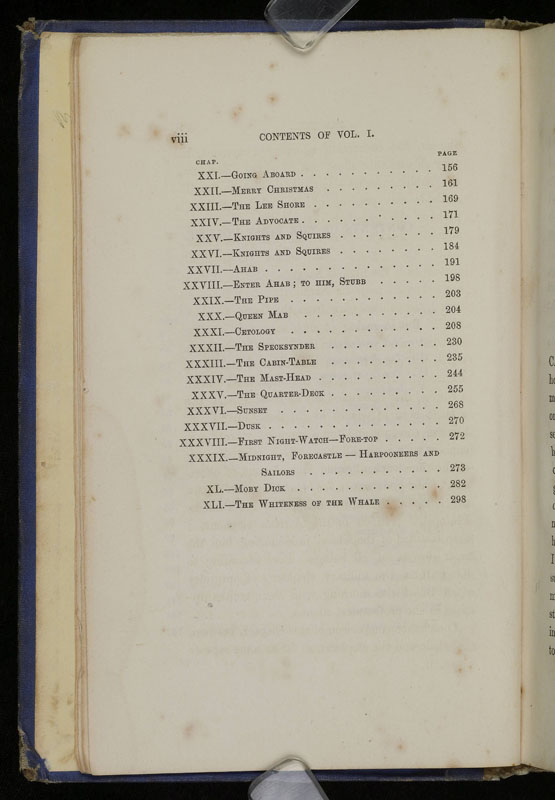 viii CONTENTS OF VOL. I.
CHAP. PAGE
XXI.—Going Aboard . . . . . . . . . . . 156
XXII.—Merry Christmas . . . . . . . . . 161
XXIII.—The Lee Shore . . . . . . . . . . 169
XXIV.—The Advocate . . . . . . . . . . . 171
XXV.—Knights and Squires . . . . . . . . 179
XXVI.—Knights and Squires . . . . . . . . 184
XXVII.—Ahab . . . . . . . . . . . . . . 191
XXVIII.—Enter Ahab; to him, Stubb . . . . . 198
XXIX.—The Pipe . . . . . . . . . . . . 203
XXX.—Queen Mab . . . . . . . . . . . 204
XXXI.—Cetology . . . . . . . . . . . . 208
XXXII.—The Specksynder . . . . . . . . . 230
XXXIII.—The Cabin-Table . . . . . . . . . 235
XXXIV.—The Mast-Head . . . . . . . . . . 244
XXXV.—The Quarter-Deck . . . . . . . . . 255
XXXVI.—Sunset . . . . . . . . . . . . . 268
XXXVII.—Dusk . . . . . . . . . . . . . . 270
XXXVIII.—First Night-Watch—Fore-top . . . . . 272
XXXIX.—Midnight, Forecastle — Harpooneers and
Sailors . . . . . . . . . . . 273
XL.—Moby Dick . . . . . . . . . . . . 282
XLI.—The Whiteness of the Whale . . . . . 298